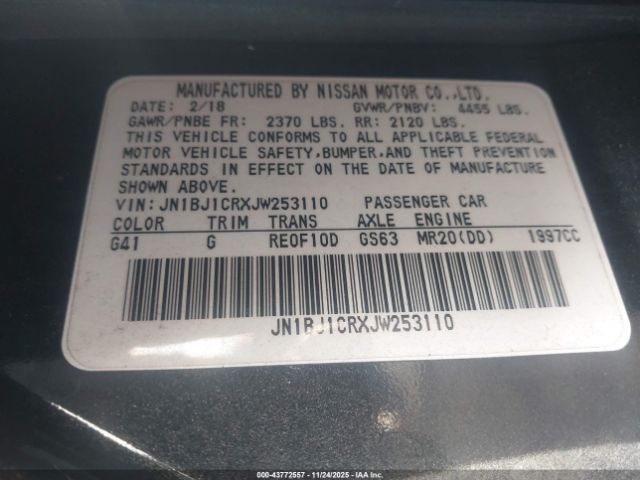 MANUFACTURED BY NISSAN MOTOR CO.,LTD.
DATE: 2/18 GVWR/PNBV: 4455 LBS.
GAWR/PNBE FR: 2370 LBS. RR: 2120 LBS.
THIS VEHICLE CONFORMS TO ALL APPLICABLE FEDERAL
MOTOR VEHICLE SAFETY,BUMPER,AND THEFT PREVENTION
STANDARDS IN EFFECT ON THE DATE OF MANUFACTURE
SHOWN ABOVE.
VIN:JN1BJ1CRXJW253110 PASSENGER CAR
COLOR TRIM TRANS AXLE ENGINE
G41 G RE0F10D GS63 MR20(DD) 1997CC
JN1BJ1CRXJW253110
00-43772557 - 11/24/2025 - IAAI.COM